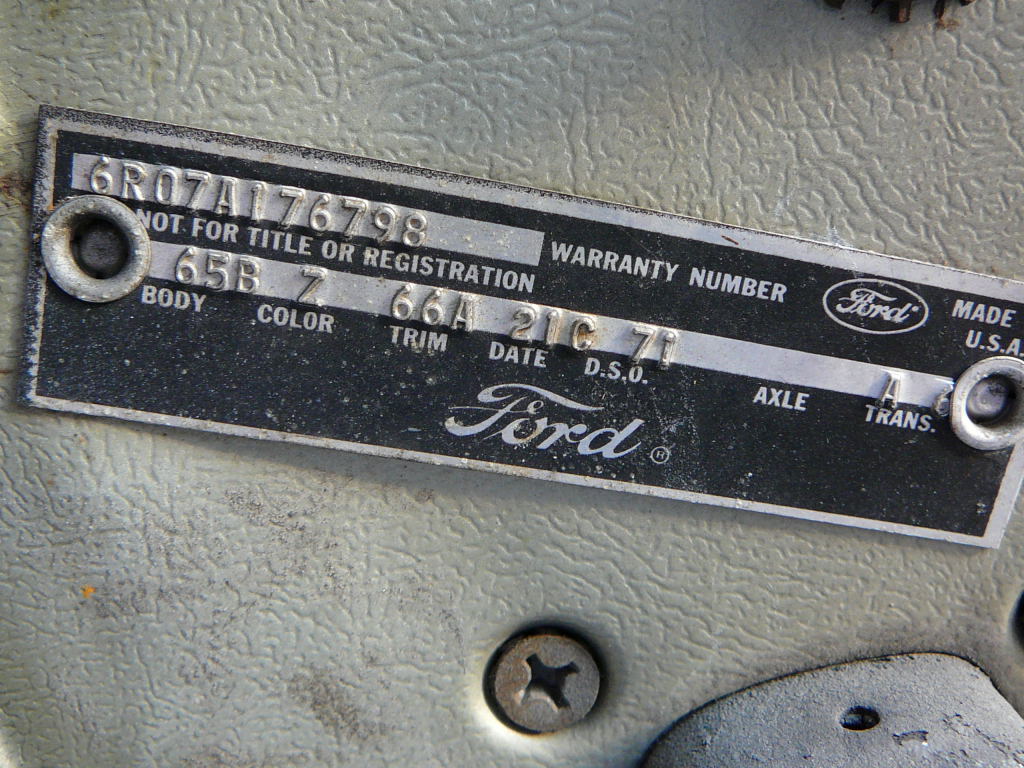 6R07A176798
NOT FOR TITLE OR REGISTRATION
WARRANTY NUMBER
Ford
MADE
U.S.A.
65B Z 66A 21C 71 A
BODY COLOR TRIM DATE D.S.O. AXLE TRANS.
Ford ®